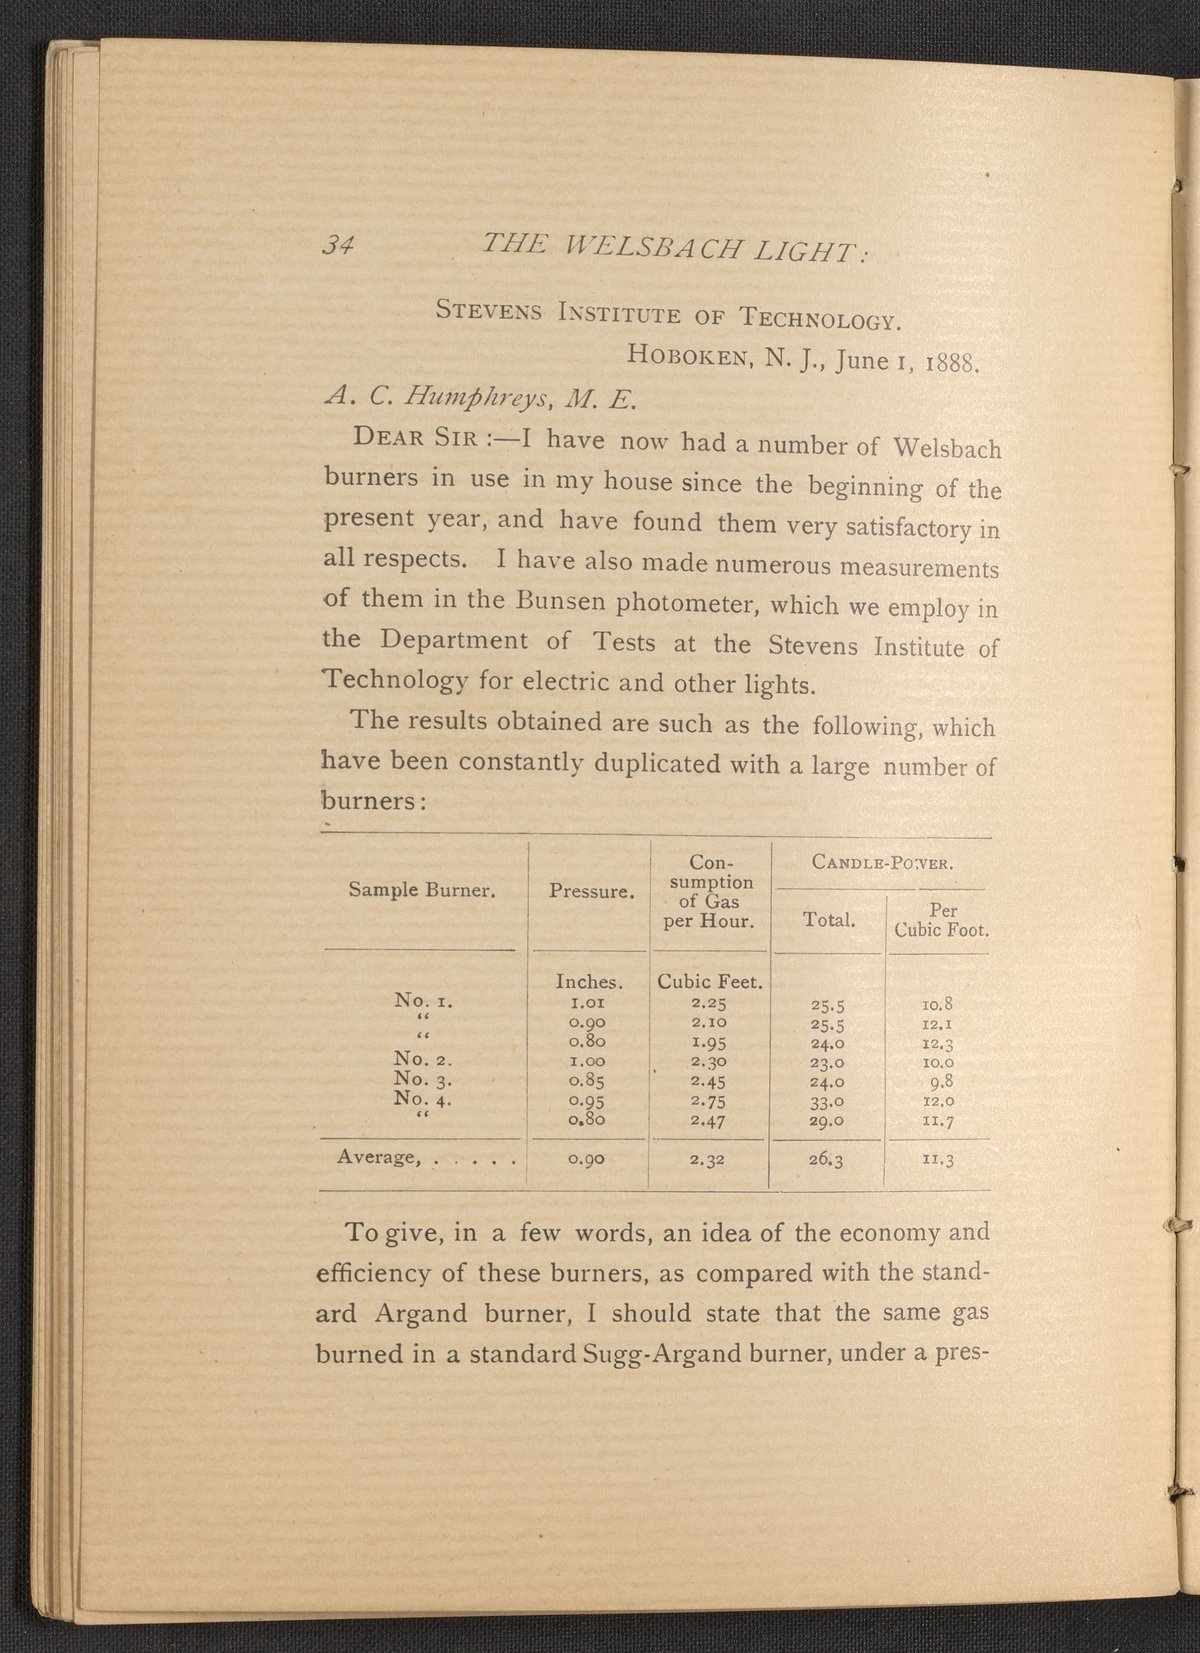 34 THE WELSBACH LIGHT:
STEVENS INSTITUTE OF TECHNOLOGY.
HOBOKEN, N. J., June 1, 1888.
A. C. Humphreys, M. E.
DEAR SIR :—I have now had a number of Welsbach
burners in use in my house since the beginning of the
present year, and have found them very satisfactory in
all respects. I have also made numerous measurements
of them in the Bunsen photometer, which we employ in
the Department of Tests at the Stevens Institute of
Technology for electric and other lights.
The results obtained are such as the following, which
have been constantly duplicated with a large number of
burners:
Sample Burner. Pressure. Con-
sumption
of Gas
per Hour. CANDLE-POWER.
Total. Per
Cubic Foot.
Inches. Cubic Feet.
No. 1. 1.01 2.25 25.5 10.8
“ 0.90 2.10 25.5 12.1
“ 0.80 1.95 24.0 12.3
No. 2. 1.00 2.30 23.0 10.0
No. 3. 0.85 2.45 24.0 9.8
No. 4. 0.95 2.75 33.0 12.0
“ 0.80 2.47 29.0 11.7
Average, . . . . . 0.90 2.32 26.3 11.3
To give, in a few words, an idea of the economy and
efficiency of these burners, as compared with the stand-
ard Argand burner, I should state that the same gas
burned in a standard Sugg-Argand burner, under a pres-